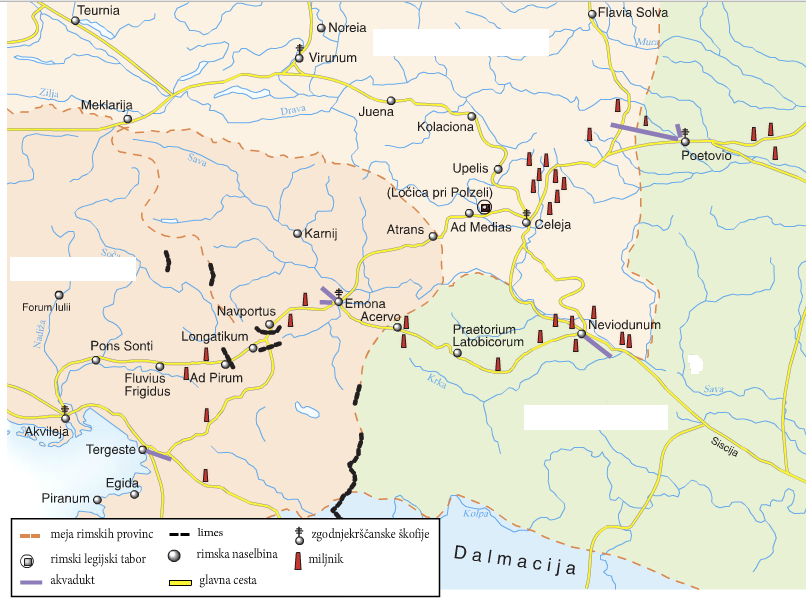 Teurnia
Noreia
Flavia Solva
Virunum
Mura
Zilja
Meklarija
Drava
Juena
Kolaciona
Poetovio
Sava
Upelis
(Ločica pri Polzeli)
Karnij
Atrans
Ad Medias
Celeja
Soča
Forum Iulii
Nadiža
Navportus
Emona
Acervo
Longatikum
Praetorium
Latobicorum
Neviodunum
Pons Sonti
Fluvius
Frigidus
Ad Pirum
Krka
Sava
Akvileja
Tergeste
Siscija
Egida
Piranum
Kolpa
Dalmacija
meja rimskih provinc
limes
zgodnjekrščanske škofije
rimski legijski tabor
rimska naselbina
miljnik
akvadukt
glavna cesta